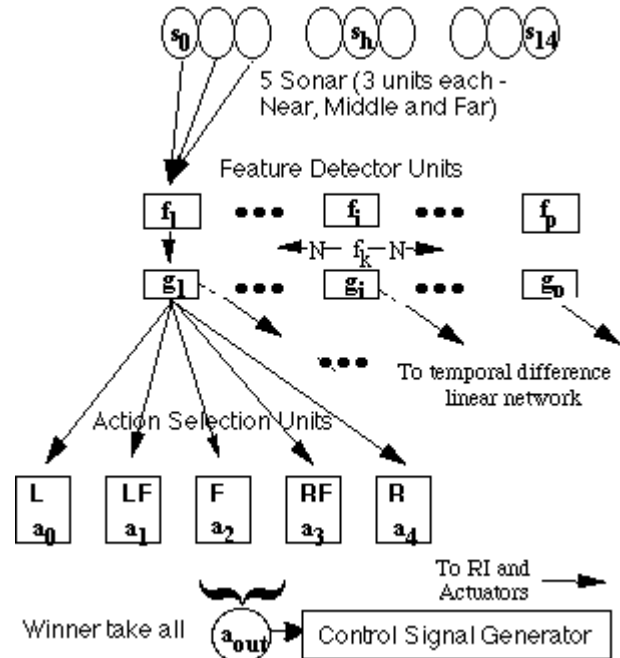 s0 sh s14
5 Sonar (3 units each -
Near, Middle and Far)
Feature Detector Units
f1 ••• fi ••• fp
N fk N
g1 ••• gi ••• go
•••
To temporal difference
linear network
Action Selection Units
L LF F RF R
a0 a1 a2 a3 a4
To RI and
Actuators
Winner take all aout Control Signal Generator